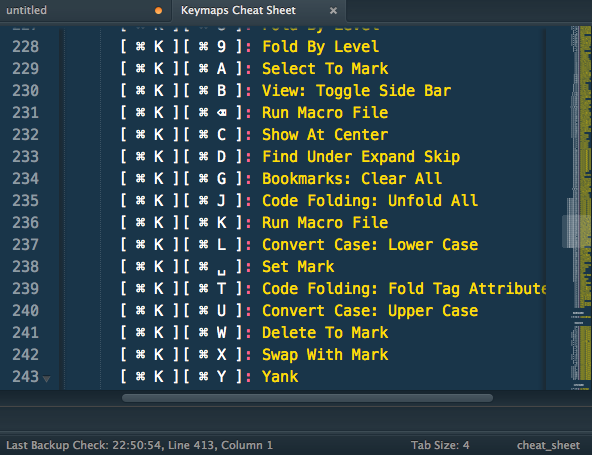 untitled
Keymaps Cheat Sheet ×
228 [ ⌘ K ][ ⌘ 9 ]: Fold By Level
229 [ ⌘ K ][ ⌘ A ]: Select To Mark
230 [ ⌘ K ][ ⌘ B ]: View: Toggle Side Bar
231 [ ⌘ K ][ ⌘ ⌫ ]: Run Macro File
232 [ ⌘ K ][ ⌘ C ]: Show At Center
233 [ ⌘ K ][ ⌘ D ]: Find Under Expand Skip
234 [ ⌘ K ][ ⌘ G ]: Bookmarks: Clear All
235 [ ⌘ K ][ ⌘ J ]: Code Folding: Unfold All
236 [ ⌘ K ][ ⌘ K ]: Run Macro File
237 [ ⌘ K ][ ⌘ L ]: Convert Case: Lower Case
238 [ ⌘ K ][ ⌘ ␣ ]: Set Mark
239 [ ⌘ K ][ ⌘ T ]: Code Folding: Fold Tag Attribute
240 [ ⌘ K ][ ⌘ U ]: Convert Case: Upper Case
241 [ ⌘ K ][ ⌘ W ]: Delete To Mark
242 [ ⌘ K ][ ⌘ X ]: Swap With Mark
243 [ ⌘ K ][ ⌘ Y ]: Yank
Last Backup Check: 22:50:54, Line 413, Column 1 Tab Size: 4 cheat_sheet